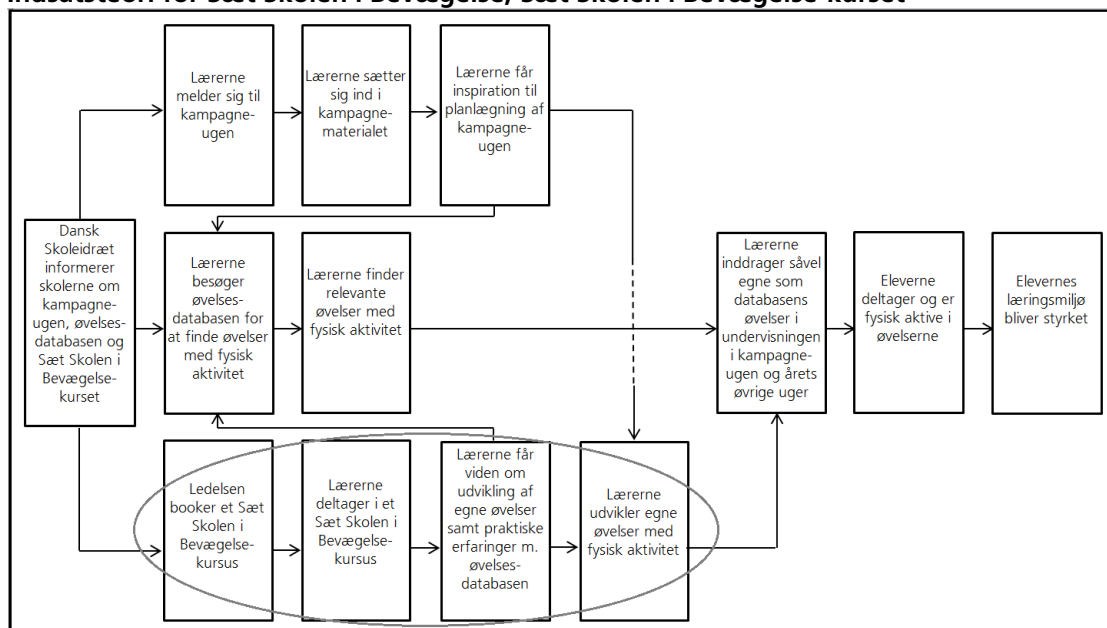 Indsatsteori for Sæt Skolen i Bevægelse, Sæt Skolen i Bevægelse-kurset
Lærerne
melder sig til
kampagne-
ugen
Lærerne sætter
sig ind i
kampagne-
materialet
Lærerne får
inspiration til
planlægning af
kampagne-
ugen
Dansk
Skoleidræt
informerer
skolerne om
kampagne-
ugen, øvelses-
databasen og
Sæt Skolen i
Bevægelse-
kurset
Lærerne
besøger
øvelses-
databasen for
at finde øvelser
med fysisk
aktivitet
Lærerne finder
relevante
øvelser med
fysisk aktivitet
Lærerne
inddrager såvel
egne som
databasens
øvelser i
undervisningen
i kampagne-
ugen og årets
øvrige uger
Eleverne
deltager og er
fysisk aktive i
øvelserne
Elevernes
læringsmiljø
bliver styrket
Ledelsen
booker et Sæt
Skolen i
Bevægelse-
kursus
Lærerne
deltager i et
Sæt Skolen i
Bevægelse-
kursus
Lærerne får
viden om
udvikling af
egne øvelser
samt praktiske
erfaringer m.
øvelses-
databasen
Lærerne
udvikler egne
øvelser med
fysisk aktivitet